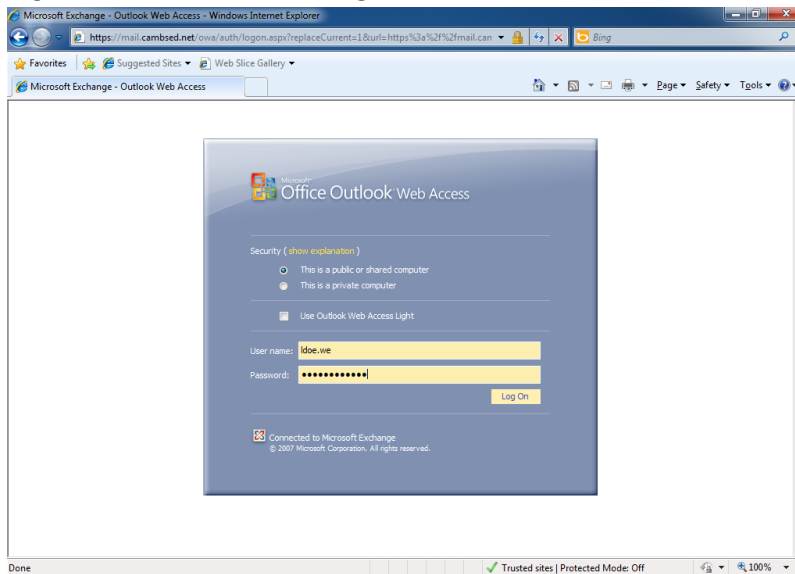 Microsoft Exchange - Outlook Web Access - Windows Internet Explorer
https://mail.cambsed.net/owa/auth/logon.aspx?replaceCurrent=1&url=https%3a%2f%2fmail.can
Bing
Favorites Suggested Sites Web Slice Gallery
Microsoft Exchange - Outlook Web Access
Page Safety Tools
Microsoft
Office Outlook Web Access
Security ( show explanation )
This is a public or shared computer
This is a private computer
Use Outlook Web Access Light
User name: ldoe.we
Password: ••••••••••••
Log On
Connected to Microsoft Exchange
© 2007 Microsoft Corporation. All rights reserved.
Done Trusted sites | Protected Mode: Off 100%